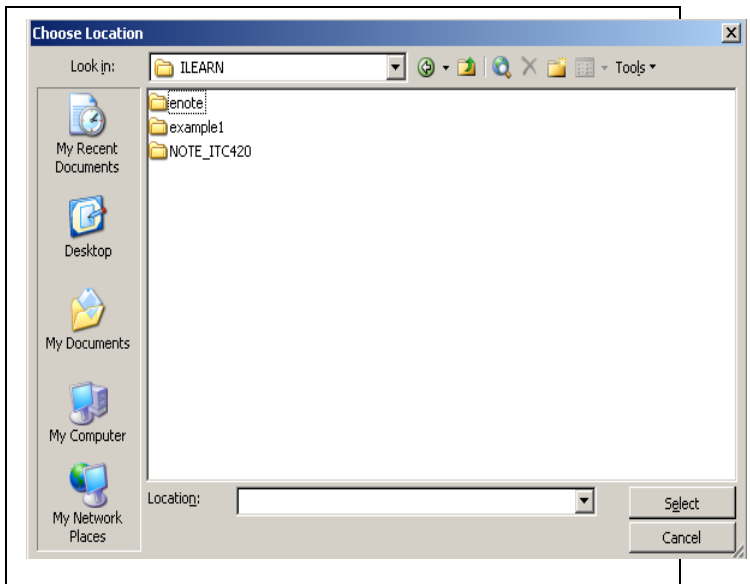 Choose Location
Look in: ILEARN Tools
enote
example1
NOTE_ITC420
My Recent
Documents
Desktop
My Documents
My Computer
My Network
Places
Location:
Select
Cancel